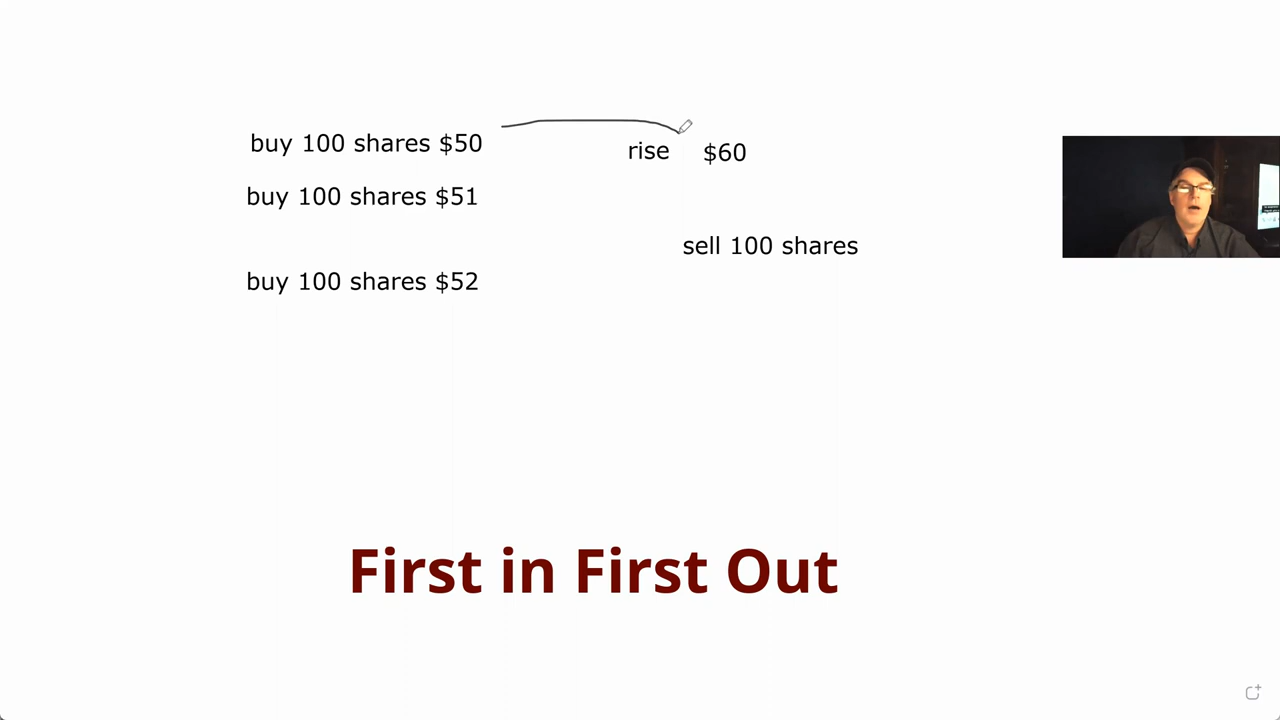 buy 100 shares $50
rise $60
buy 100 shares $51
sell 100 shares
buy 100 shares $52
First in First Out